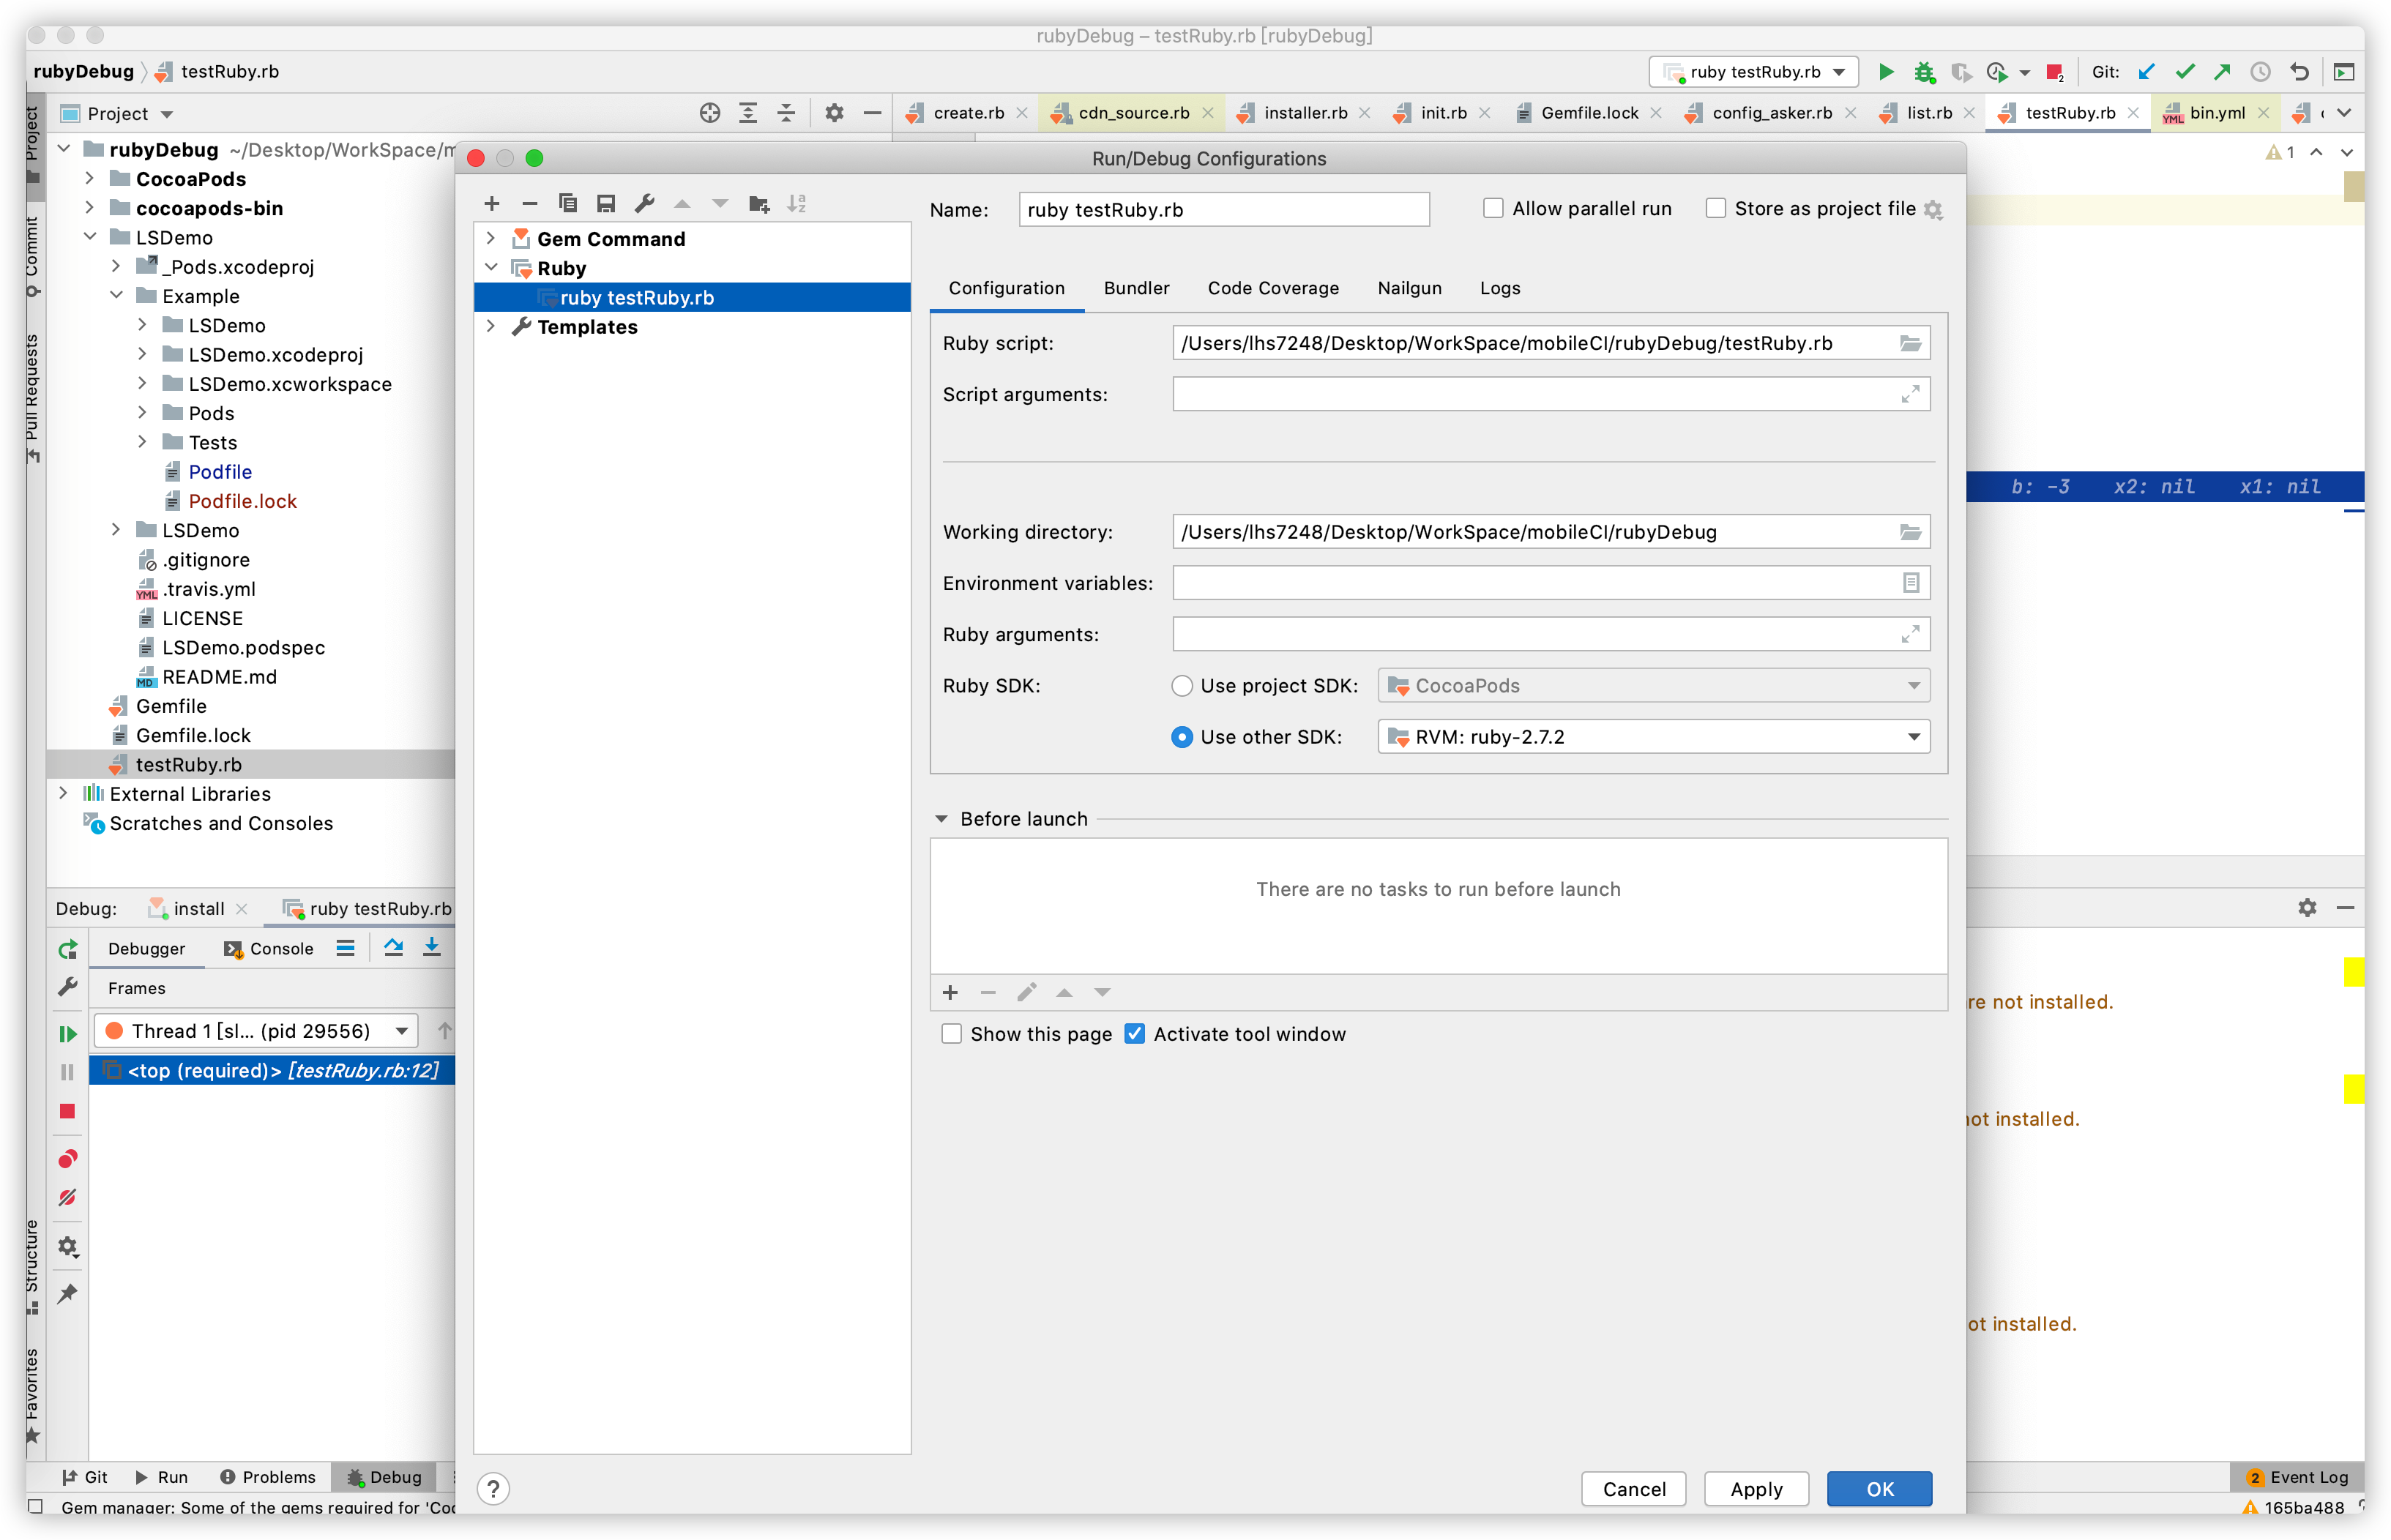 rubyDebug – testRuby.rb [rubyDebug]
rubyDebug testRuby.rb
ruby testRuby.rb
2
Git:
Project
create.rb cdn_source.rb installer.rb init.rb Gemfile.lock config_asker.rb list.rb testRuby.rb bin.yml
Project
Commit
Pull Requests
Structure
Favorites
rubyDebug ~/Desktop/WorkSpace/m
CocoaPods
cocoapods-bin
LSDemo
_Pods.xcodeproj
Example
LSDemo
LSDemo.xcodeproj
LSDemo.xcworkspace
Pods
Tests
Podfile
Podfile.lock
LSDemo
.gitignore
.travis.yml
LICENSE
LSDemo.podspec
README.md
Gemfile
Gemfile.lock
testRuby.rb
External Libraries
Scratches and Consoles
Run/Debug Configurations
Gem Command
Ruby
ruby testRuby.rb
Templates
Name: ruby testRuby.rb
Allow parallel run
Store as project file
Configuration Bundler Code Coverage Nailgun Logs
Ruby script: /Users/lhs7248/Desktop/WorkSpace/mobileCI/rubyDebug/testRuby.rb
Script arguments:
Working directory: /Users/lhs7248/Desktop/WorkSpace/mobileCI/rubyDebug
Environment variables:
Ruby arguments:
Ruby SDK: Use project SDK: CocoaPods
Use other SDK: RVM: ruby-2.7.2
Before launch
There are no tasks to run before launch
Show this page Activate tool window
? Cancel Apply OK
1
b: -3 x2: nil x1: nil
re not installed.
not installed.
ot installed.
Debug: install ruby testRuby.rb
Debugger Console
Frames
Thread 1 [sl... (pid 29556)
<top (required)> [testRuby.rb:12]
Git Run Problems Debug
2 Event Log
Gem manager: Some of the gems required for 'Coc
165ba488